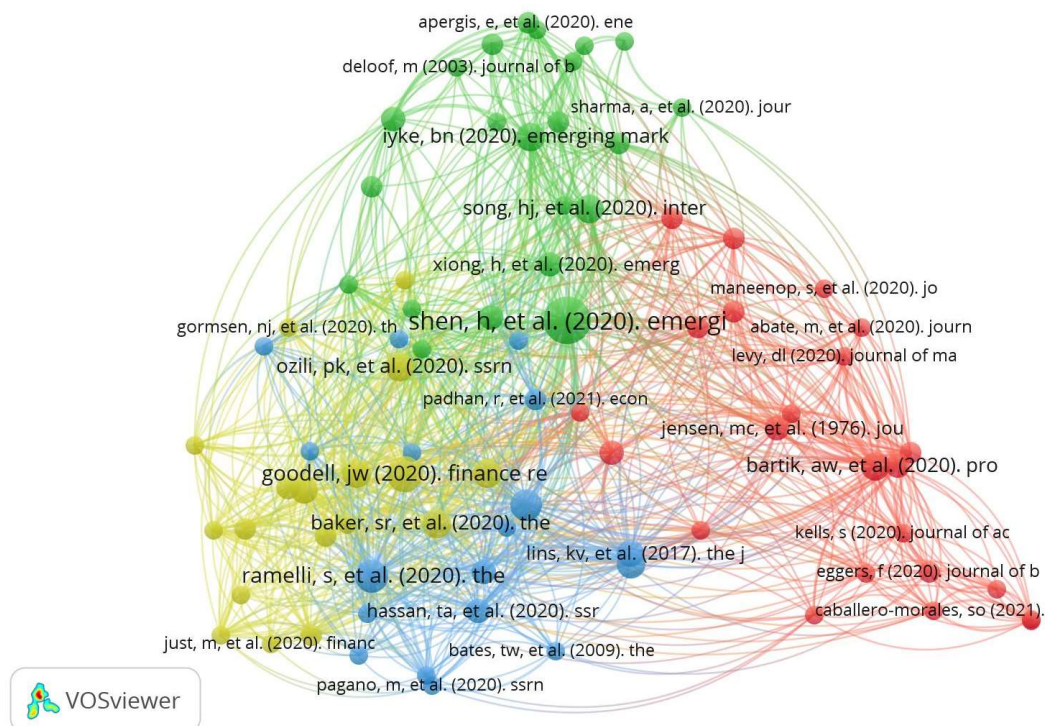 apergis, e, et al. (2020). ene
deloof, m (2003). journal of b
sharma, a, et al. (2020). jour
iyke, bn (2020). emerging mark
song, hj, et al. (2020). inter
xiong, h, et al. (2020). emerg
maneenop, s, et al. (2020). jo
shen, h, et al. (2020). emergi
gormsen, nj, et al. (2020). th
abate, m, et al. (2020). journ
levy, dl (2020). journal of ma
ozili, pk, et al. (2020). ssrn
padhan, r, et al. (2021). econ
jensen, mc, et al. (1976). jou
goodell, jw (2020). finance re
bartik, aw, et al. (2020). pro
baker, sr, et al. (2020). the
kells, s (2020). journal of ac
lins, kv, et al. (2017). the j
ramelli, s, et al. (2020). the
eggers, f (2020). journal of b
hassan, ta, et al. (2020). ssr
caballero-morales, so (2021).
just, m, et al. (2020). financ
bates, tw, et al. (2009). the
pagano, m, et al. (2020). ssrn
VOSviewer